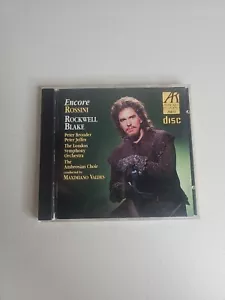 Encore
ROSSINI
ROCKWELL
BLAKE
Peter Bronder
Peter Jeffes
The London
Symphony
Orchestra
The
Ambrosian Choir
conducted by
MAXIMIANO VALDES
disc